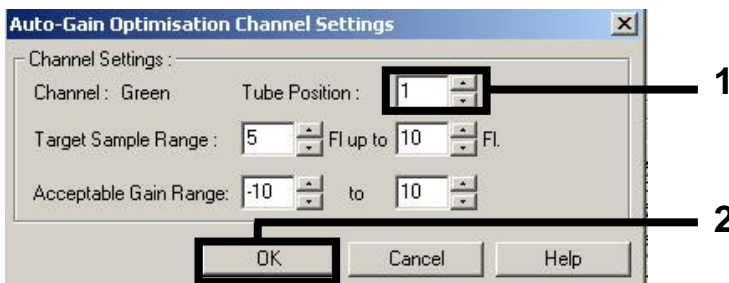 Auto-Gain Optimisation Channel Settings
Channel Settings :
Channel : Green Tube Position : 1 1
Target Sample Range : 5 Fl up to 10 Fl.
Acceptable Gain Range: -10 to 10
2
OK Cancel Help